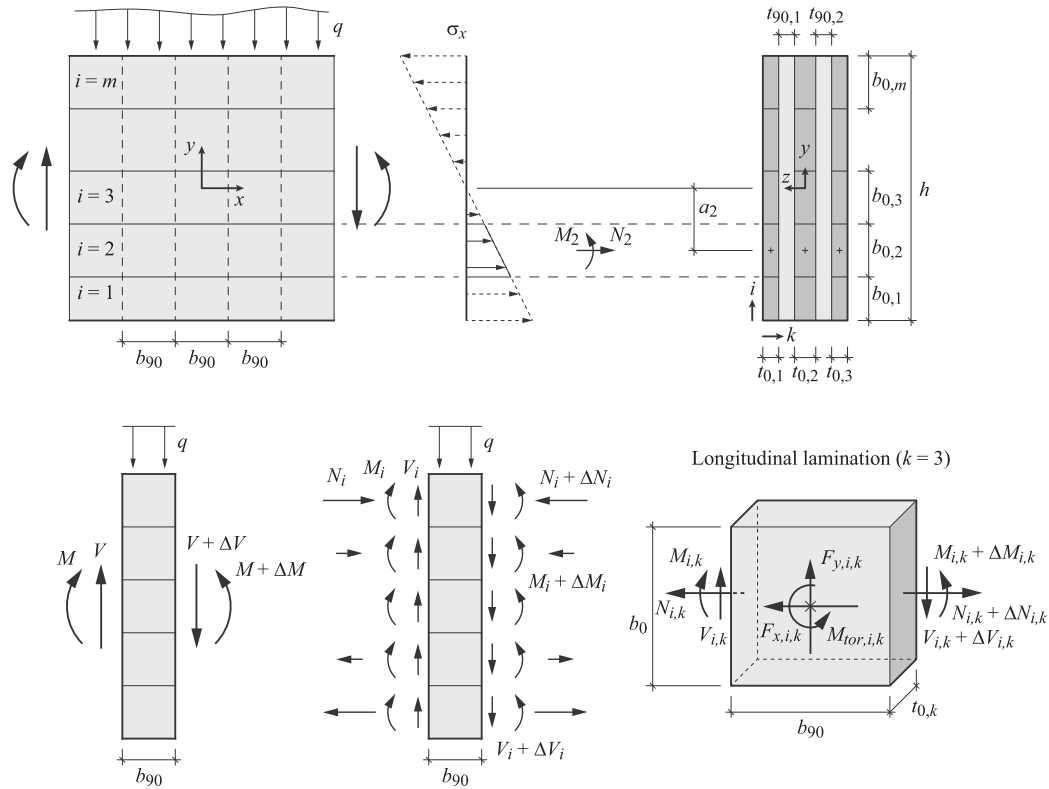 q
i = m
i = 3
i = 2
i = 1
y
x
b90
b90
b90
σx
a2
M2
N2
t90,1
t90,2
b0,m
b0,3
b0,2
b0,1
h
y
z
i
k
t0,1
t0,2
t0,3
q
M
V
V + ΔV
M + ΔM
b90
q
Ni
Mi
Vi
Ni + ΔNi
Mi + ΔMi
Vi + ΔVi
b90
Longitudinal lamination (k = 3)
b0
Mi,k
Ni,k
Vi,k
Fy,i,k
Fx,i,k
Mtor,i,k
Mi,k + ΔMi,k
Ni,k + ΔNi,k
Vi,k + ΔVi,k
t0,k
b90